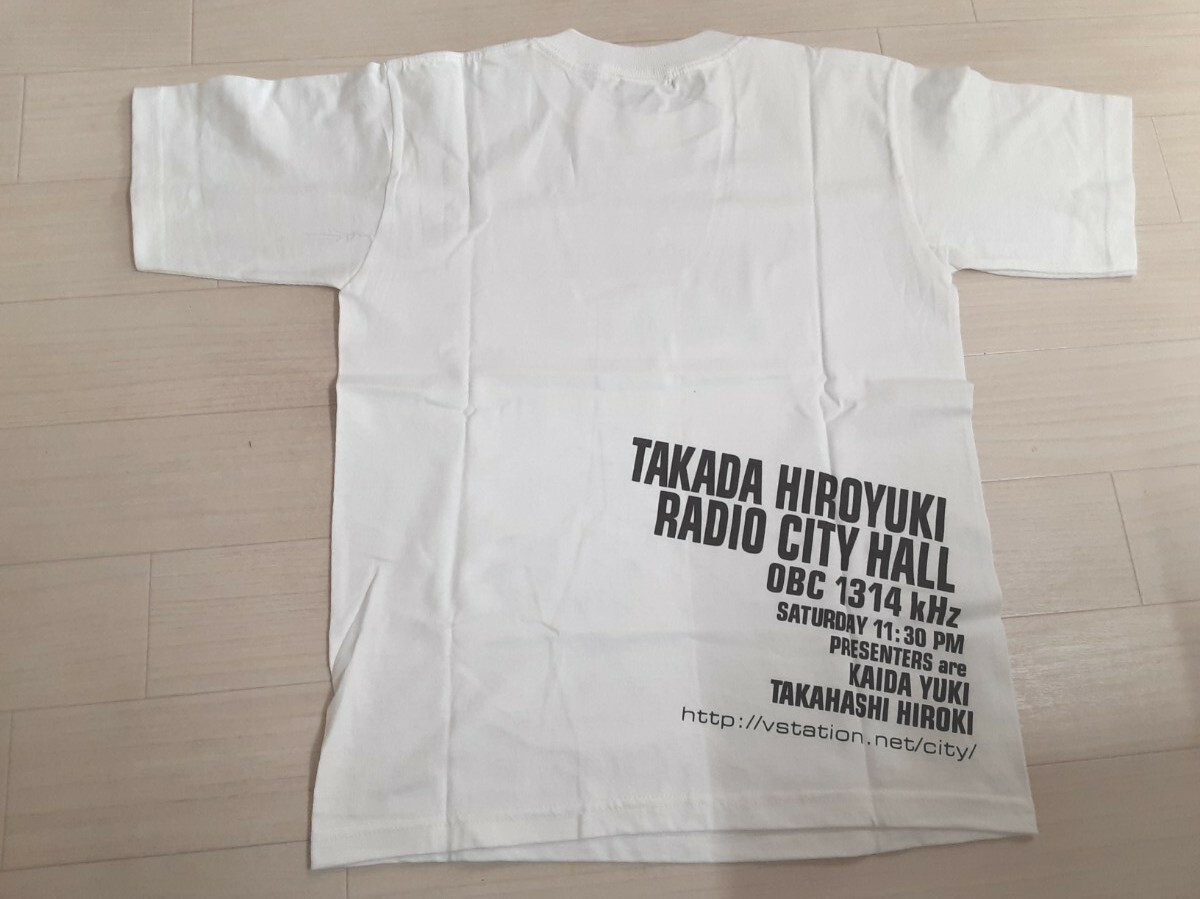 TAKADA HIROYUKI
RADIO CITY HALL
OBC 1314 kHz
SATURDAY 11:30 PM
PRESENTERS are
KAIDA YUKI
TAKAHASHI HIROKI
http://vstation.net/city/